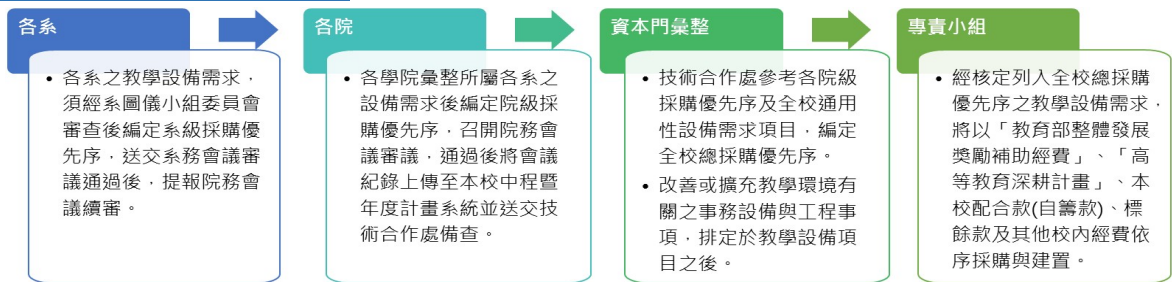 各系
• 各系之教學設備需求，
須經系圖儀小組委員會
審查後編定系級採購優
先序，送交系務會議審
議通過後，提報院務會
議續審。
各院
• 各學院彙整所屬各系之
設備需求後編定院級採
購優先序，召開院務會
議審議，通過後將會議
紀錄上傳至本校中程暨
年度計畫系統並送交技
術合作處備查。
資本門彙整
• 技術合作處參考各院級
採購優先序及全校通用
性設備需求項目，編定
全校總採購優先序。
• 改善或擴充教學環境有
關之事務設備與工程事
項，排定於教學設備項
目之後。
專責小組
• 經核定列入全校總採購
優先序之教學設備需求，
將以「教育部整體發展
獎勵補助經費」、「高
等教育深耕計畫」、本
校配合款(自籌款)、標
餘款及其他校內經費依
序採購與建置。